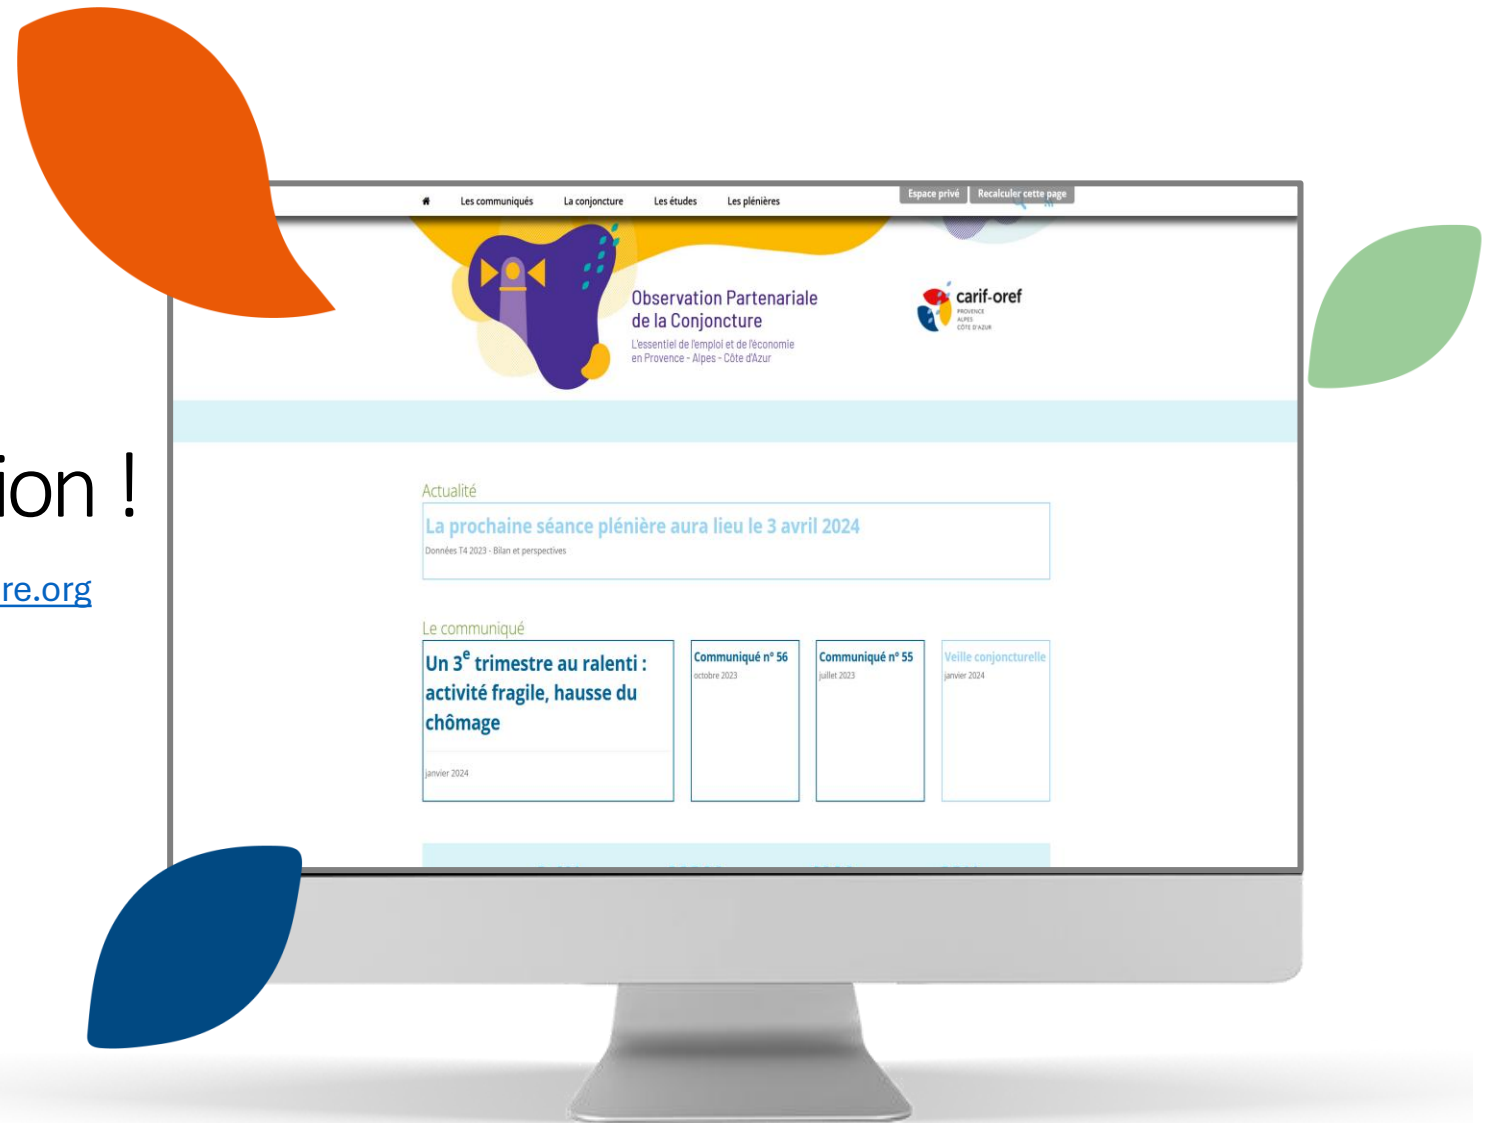 Les communiqués La conjoncture Les études Les plénières
Espace privé Recalculer cette page
Observation Partenariale
de la Conjoncture
L'essentiel de l'emploi et de l'économie
en Provence - Alpes - Côte d'Azur
carif-oref
PROVENCE
ALPES
CÔTE D'AZUR
ion !
re.org
Actualité
La prochaine séance plénière aura lieu le 3 avril 2024
Données T4 2023 - Bilan et perspectives
Le communiqué
Un 3e trimestre au ralenti :
activité fragile, hausse du
chômage
janvier 2024
Communiqué n° 56
octobre 2023
Communiqué n° 55
juillet 2023
Veille conjoncturelle
janvier 2024